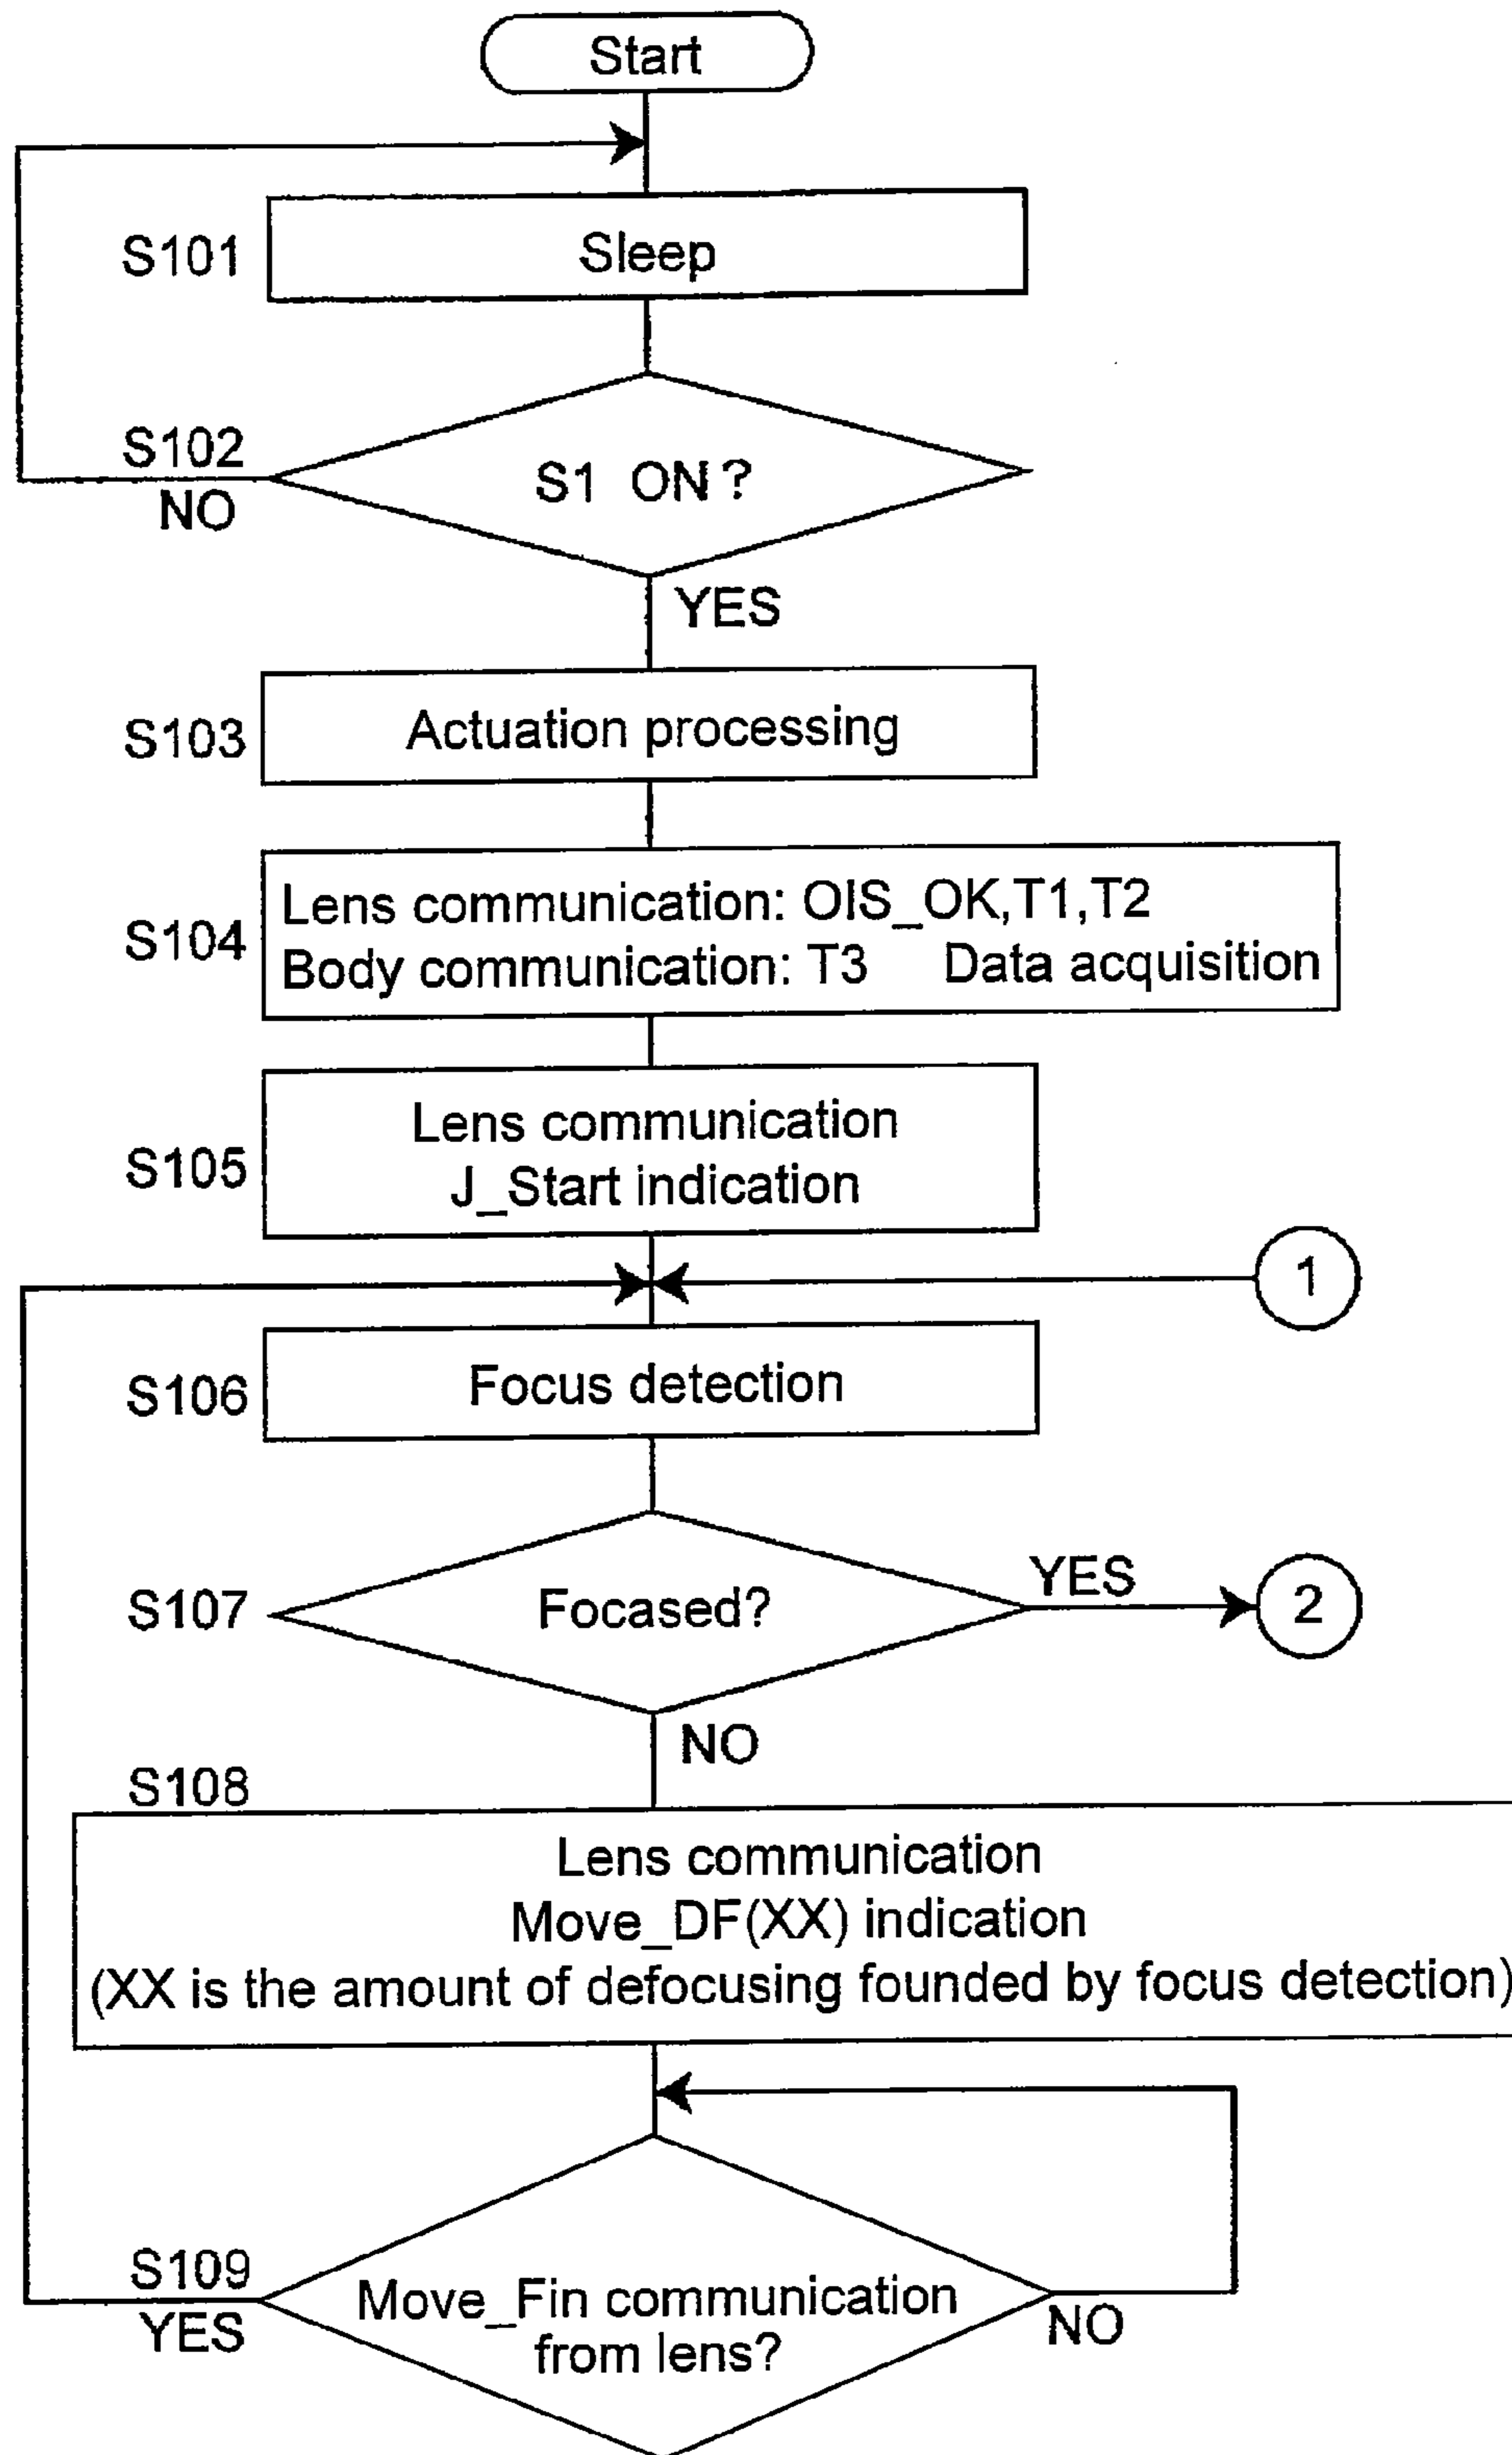 Start
S101
Sleep
S102
S1 ON?
NO
YES
S103
Actuation processing
S104
Lens communication: OIS_OK,T1,T2
Body communication: T3 Data acquisition
S105
Lens communication
J_Start indication
1
S106
Focus detection
S107
Focased?
YES
2
NO
S108
Lens communication
Move_DF(XX) indication
(XX is the amount of defocusing founded by focus detection)
S109
YES
Move_Fin communication
from lens?
NO